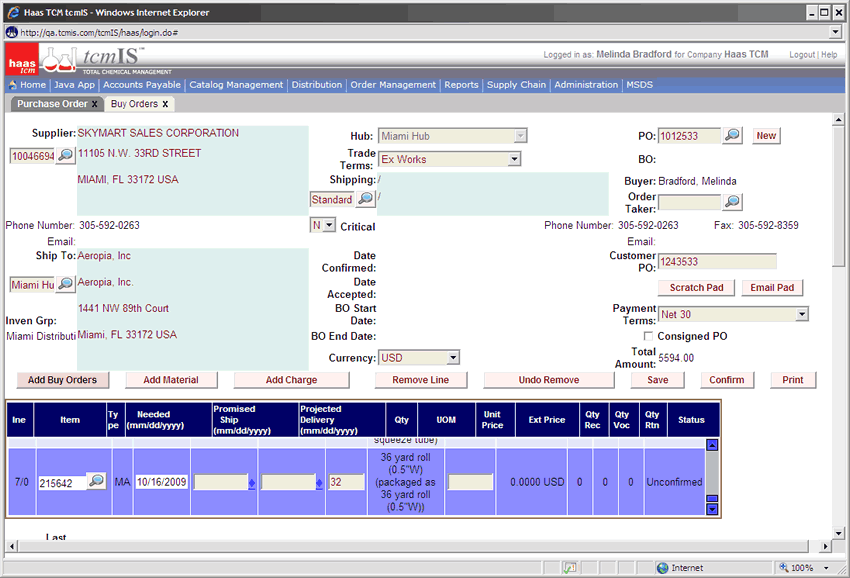 Haas TCM tcmIS - Windows Internet Explorer
http://qa.tcmis.com/tcmIS/haas/login.do#
haas tcm tcmIS™ TOTAL CHEMICAL MANAGEMENT
Logged in as: Melinda Bradford for Company Haas TCM Logout | Help
Home Java App Accounts Payable Catalog Management Distribution Order Management Reports Supply Chain Administration MSDS
Purchase Order x Buy Orders x
Supplier: SKYMART SALES CORPORATION Hub: Miami Hub PO: 1012533 New
10046694 11105 N.W. 33RD STREET Trade Terms: Ex Works BO:
MIAMI, FL 33172 USA Shipping: / Buyer: Bradford, Melinda
Standard / Order Taker:
Phone Number: 305-592-0263 N Critical Phone Number: 305-592-0263 Fax: 305-592-8359
Email: Email:
Ship To: Aeropia, Inc Date Confirmed: Customer PO: 1243533
Miami Hu Aeropia, Inc. Date Accepted: Scratch Pad Email Pad
1441 NW 89th Court BO Start Date: Payment Terms: Net 30
Inven Grp:
Miami Distributi Miami, FL 33172 USA BO End Date: Consigned PO
Currency: USD Total Amount: 5594.00
Add Buy Orders Add Material Add Charge Remove Line Undo Remove Save Confirm Print
ine Item Ty pe Needed (mm/dd/yyyy) Promised Ship (mm/dd/yyyy) Projected Delivery (mm/dd/yyyy) Qty UOM Unit Price Ext Price Qty Rec Qty Voc Qty Rtn Status
squeeze tube)
7/0 215642 MA 10/16/2009 32 36 yard roll (0.5"W) (packaged as 36 yard roll (0.5"W)) 0.0000 USD 0 0 0 Unconfirmed
Last
Internet 100%